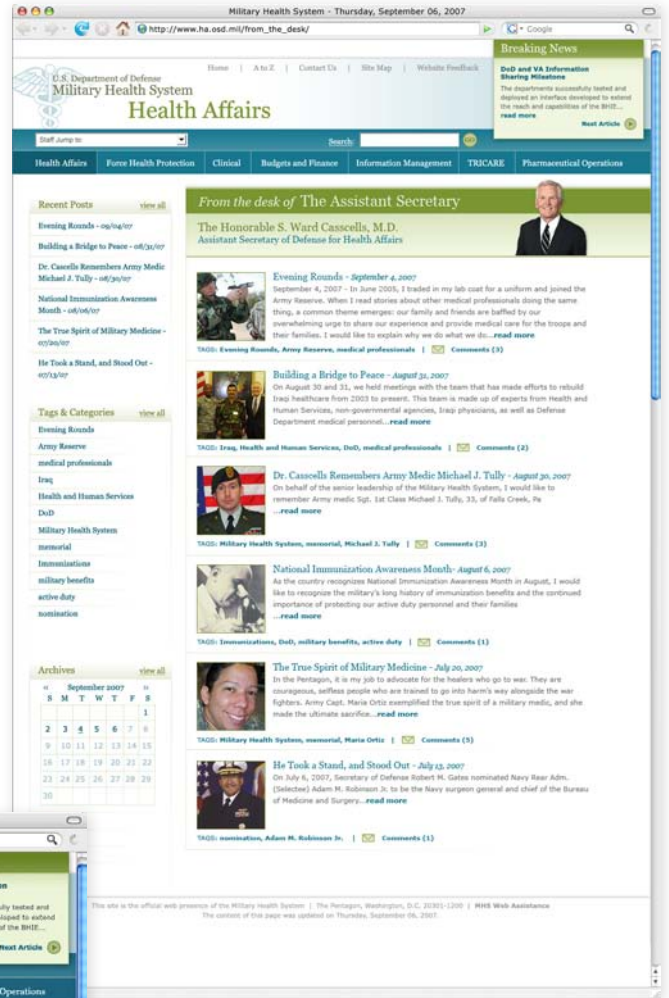 Military Health System - Thursday, September 06, 2007
http://www.ha.osd.mil/from_the_desk/
Google
Breaking News
DoD and VA Information
Sharing Milestone
The departments successfully tested and
deployed an interface developed to extend
the reach and capabilities of the BHIE...
read more
Next Article
Home | A to Z | Contact Us | Site Map | Website Feedback
U.S. Department of Defense
Military Health System
Health Affairs
Staff Jump to:
Search:
GO
Health Affairs
Force Health Protection
Clinical
Budgets and Finance
Information Management
TRICARE
Pharmaceutical Operations
Recent Posts view all
Evening Rounds - 09/04/07
Building a Bridge to Peace - 08/31/07
Dr. Cascells Remembers Army Medic
Michael J. Tully - 08/30/07
National Immunization Awareness
Month - 08/06/07
The True Spirit of Military Medicine -
07/20/07
He Took a Stand, and Stood Out -
07/13/07
Tags & Categories view all
Evening Rounds
Army Reserve
medical professionals
Iraq
Health and Human Services
DoD
Military Health System
memorial
Immunizations
military benefits
active duty
nomination
Archives view all
« September 2007 »
S M T W T F S
1
2 3 4 5 6 7 8
9 10 11 12 13 14 15
16 17 18 19 20 21 22
23 24 25 26 27 28 29
30
From the desk of The Assistant Secretary
The Honorable S. Ward Casscells, M.D.
Assistant Secretary of Defense for Health Affairs
Evening Rounds - September 4, 2007
September 4, 2007 - In June 2005, I traded in my lab coat for a uniform and joined the
Army Reserve. When I read stories about other medical professionals doing the same
thing, a common theme emerges: our family and friends are baffled by our
overwhelming urge to share our experience and provide medical care for the troops and
their families. I would like to explain why we do what we do...read more
TAGS: Evening Rounds, Army Reserve, medical professionals | Comments (3)
Building a Bridge to Peace - August 31, 2007
On August 30 and 31, we held meetings with the team that has made efforts to rebuild
Iraqi healthcare from 2003 to present. This team is made up of experts from Health and
Human Services, non-governmental agencies, Iraqi physicians, as well as Defense
Department medical personnel...read more
TAGS: Iraq, Health and Human Services, DoD, medical professionals | Comments (2)
Dr. Casscells Remembers Army Medic Michael J. Tully - August 30, 2007
On behalf of the senior leadership of the Military Health System, I would like to
remember Army medic Sgt. 1st Class Michael J. Tully, 33, of Falls Creek, Pa
...read more
TAGS: Military Health System, memorial, Michael J. Tully | Comments (3)
National Immunization Awareness Month- August 6, 2007
As the country recognizes National Immunization Awareness Month in August, I would
like to recognize the military's long history of immunization benefits and the continued
importance of protecting our active duty personnel and their families
...read more
TAGS: Immunizations, DoD, military benefits, active duty | Comments (1)
The True Spirit of Military Medicine - July 20, 2007
In the Pentagon, it is my job to advocate for the healers who go to war. They are
courageous, selfless people who are trained to go into harm's way alongside the war
fighters. Army Capt. Maria Ortiz exemplified the true spirit of a military medic, and she
made the ultimate sacrifice...read more
TAGS: Military Health System, memorial, Maria Ortiz | Comments (5)
He Took a Stand, and Stood Out - July 13, 2007
On July 6, 2007, Secretary of Defense Robert M. Gates nominated Navy Rear Adm.
(Selectee) Adam M. Robinson Jr. to be the Navy surgeon general and chief of the Bureau
of Medicine and Surgery...read more
TAGS: nomination, Adam M. Robinson Jr. | Comments (1)
This site is the official web presence of the Military Health System | The Pentagon, Washington, D.C. 20301-1200 | MHS Web Assistance
The content of this page was updated on Thursday, September 06, 2007.
on
ully tested and
eloped to extend
of the BHIE...
Next Article
Operations